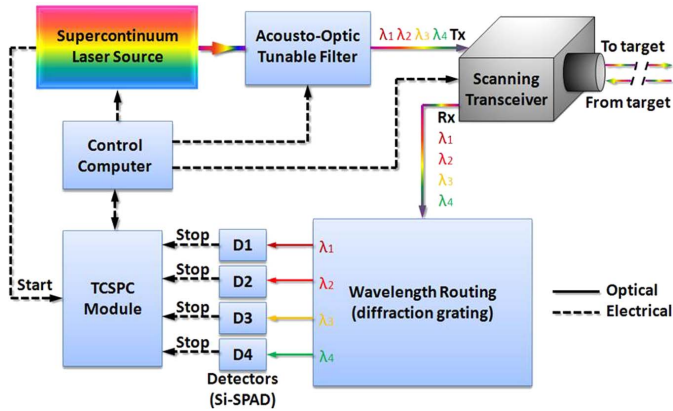 Supercontinuum
Laser Source
Acousto-Optic
Tunable Filter
λ1 λ2 λ3 λ4 Tx
Scanning
Transceiver
To target
From target
Rx
λ1
λ2
λ3
λ4
Control
Computer
Start
TCSPC
Module
Stop
D1
λ1
Stop
D2
λ2
Stop
D3
λ3
Stop
D4
λ4
Detectors
(Si-SPAD)
Wavelength Routing
(diffraction grating)
Optical
Electrical